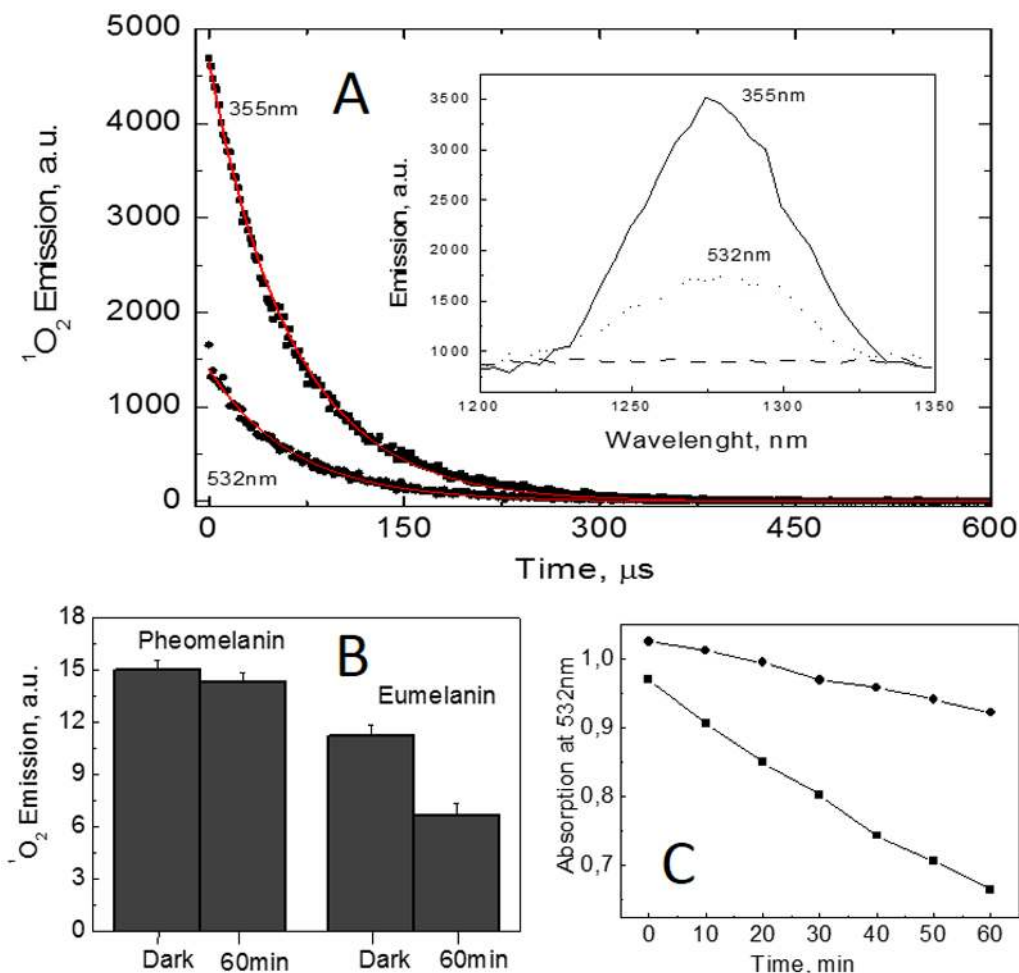 A
5000
4000
3000
2000
1000
0
¹O₂ Emission, a.u.
355nm
532nm
0 150 300 450 600
Time, μs
3500
3000
2500
2000
1500
1000
Emission, a.u.
355nm
532nm
1200 1250 1300 1350
Wavelenght, nm
B
18
15
12
9
6
3
0
¹O₂ Emission, a.u.
Pheomelanin
Eumelanin
Dark 60min Dark 60min
C
1,0
0,9
0,8
0,7
Absorption at 532nm
0 10 20 30 40 50 60
Time, min